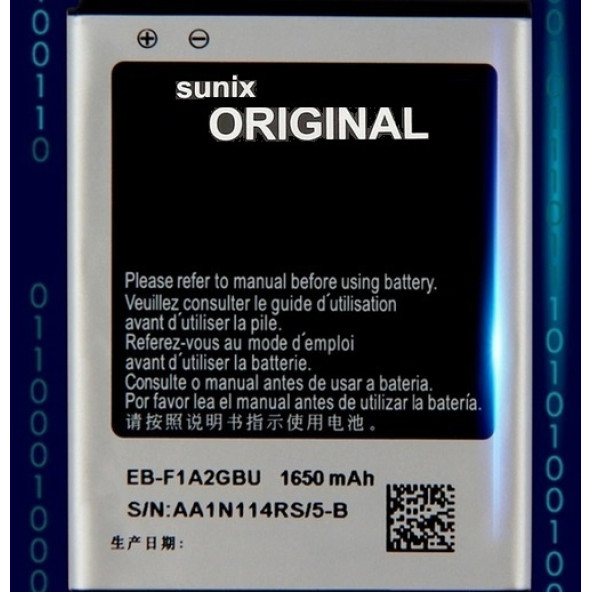 sunix
ORIGINAL
Please refer to manual before using battery.
Veuillez consulter le guide d´utilisation
avant d´utiliser la pile.
Referez-vous au mode d´emploi
avant d´utiliser la batterie.
Consulte o manual antes de usar a bateria.
Por favor lea el manual antes de utilizar la batería.
请按照说明书指示使用电池。
EB-F1A2GBU 1650 mAh
S/N:AA1N114RS/5-B
生产日期: